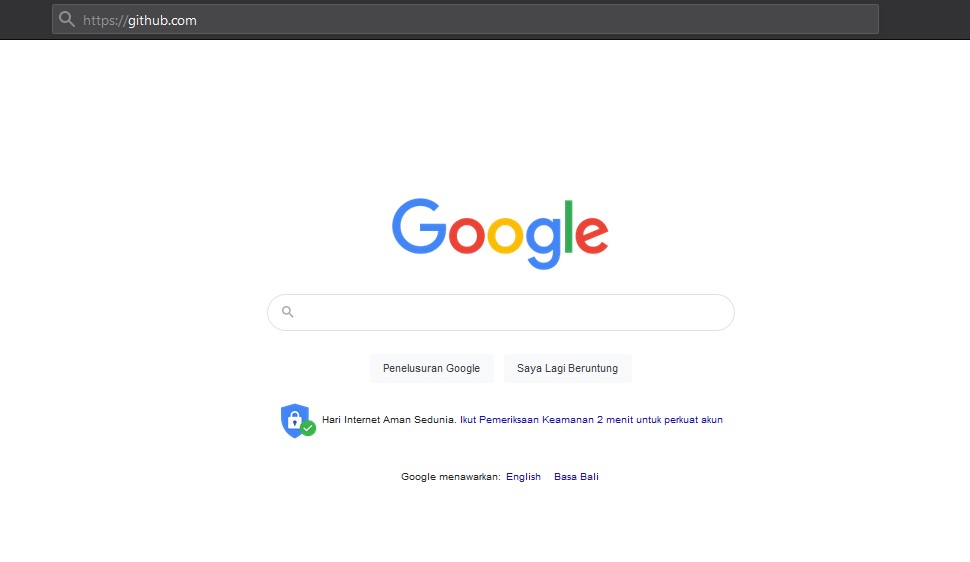 https://github.com
Google
Penelusuran Google
Saya Lagi Beruntung
Hari Internet Aman Sedunia. Ikut Pemeriksaan Keamanan 2 menit untuk perkuat akun
Google menawarkan: English Basa Bali